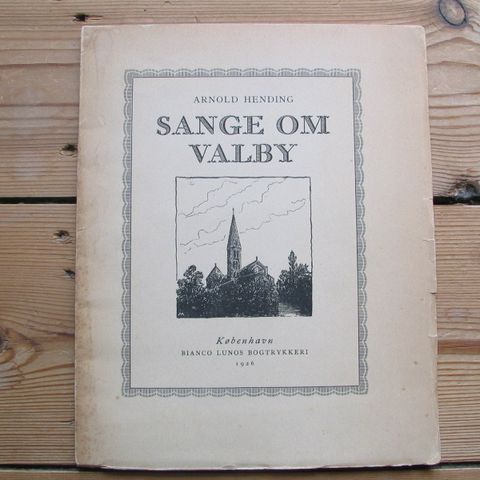 ARNOLD HENDING
SANGE OM
VALBY
København
BIANCO LUNOS BOGTRYKKERI
1926